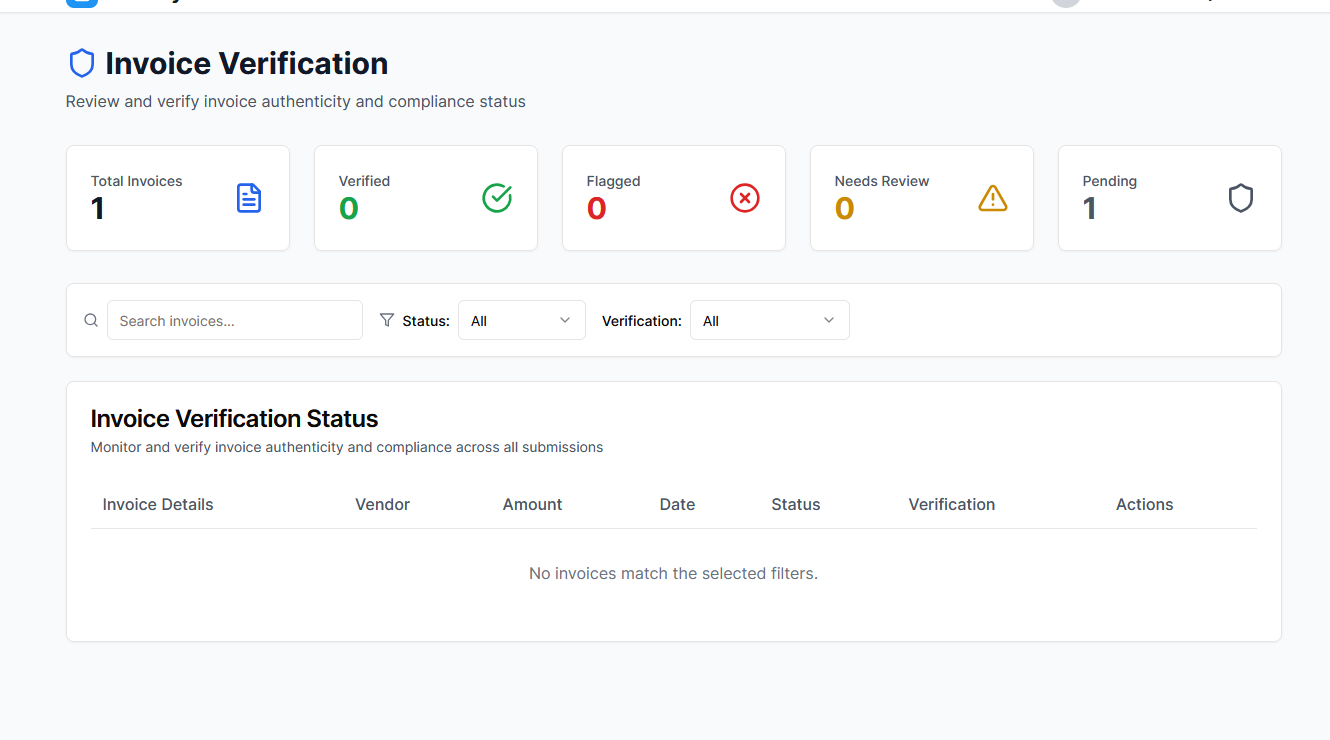 Invoice Verification
Review and verify invoice authenticity and compliance status
Total Invoices
1
Verified
0
Flagged
0
Needs Review
0
Pending
1
Search invoices...
Status:
All
Verification:
All
Invoice Verification Status
Monitor and verify invoice authenticity and compliance across all submissions
Invoice Details Vendor Amount Date Status Verification Actions
No invoices match the selected filters.